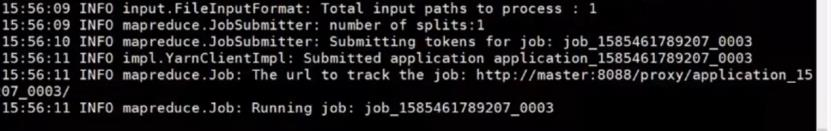 15:56:09 INFO input.FileInputFormat: Total input paths to process : 1
15:56:09 INFO mapreduce.JobSubmitter: number of splits:1
15:56:10 INFO mapreduce.JobSubmitter: Submitting tokens for job: job_1585461789207_0003
15:56:11 INFO impl.YarnClientImpl: Submitted application application_1585461789207_0003
15:56:11 INFO mapreduce.Job: The url to track the job: http://master:8088/proxy/application_15
07_0003/
15:56:11 INFO mapreduce.Job: Running job: job_1585461789207_0003